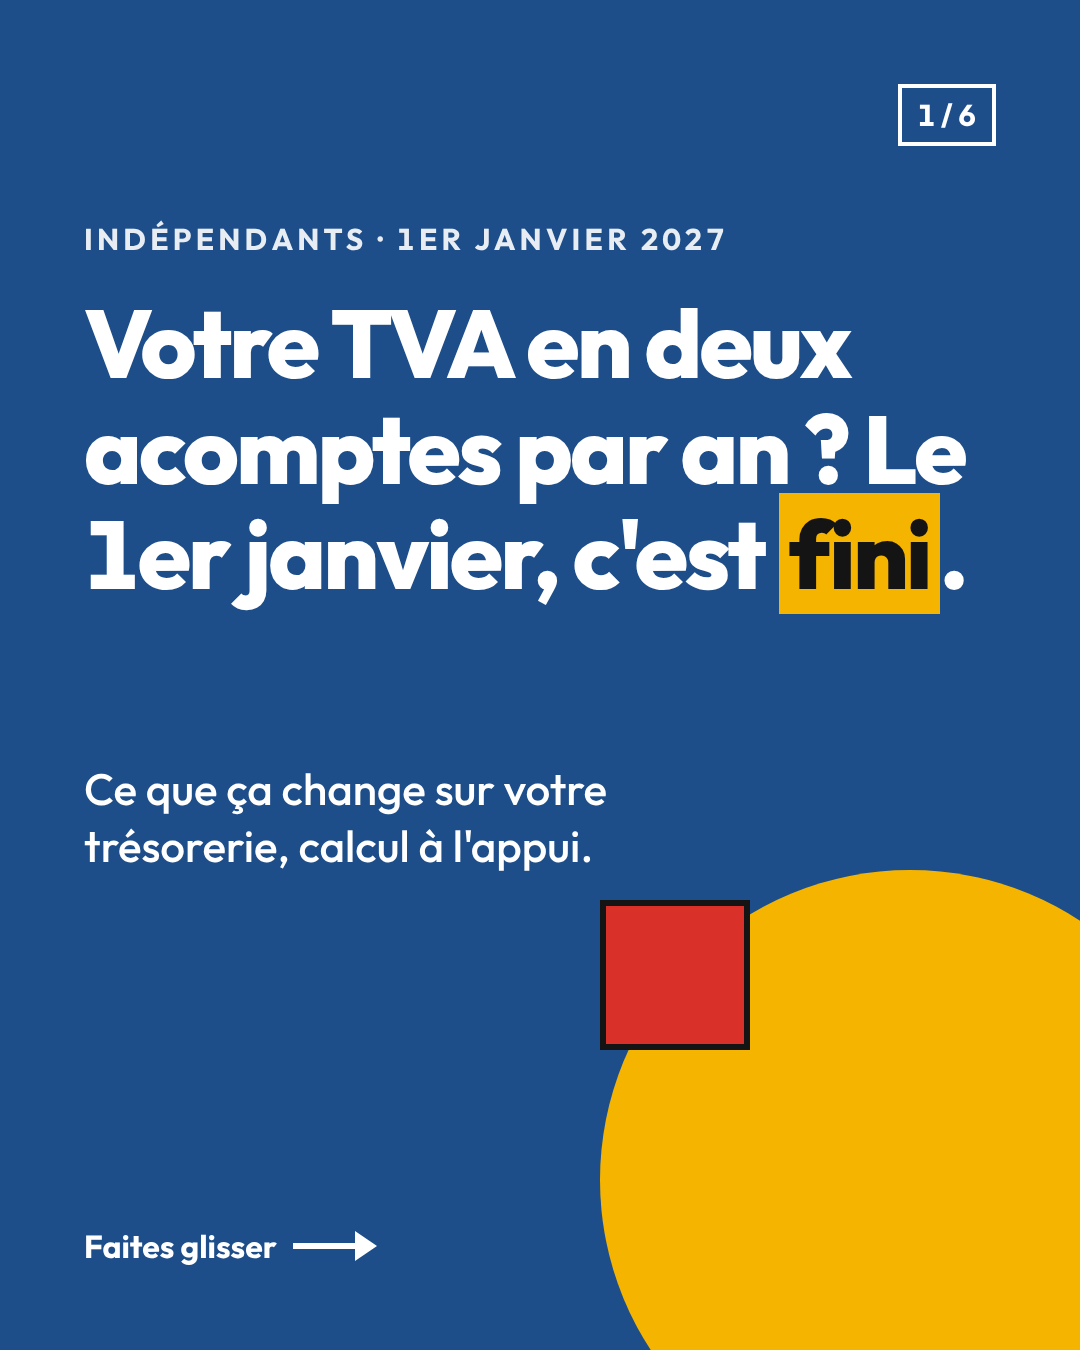 1/6
INDÉPENDANTS · 1ER JANVIER 2027
Votre TVA en deux
acomptes par an ? Le
1er janvier, c'est fini.
Ce que ça change sur votre
trésorerie, calcul à l'appui.
Faites glisser